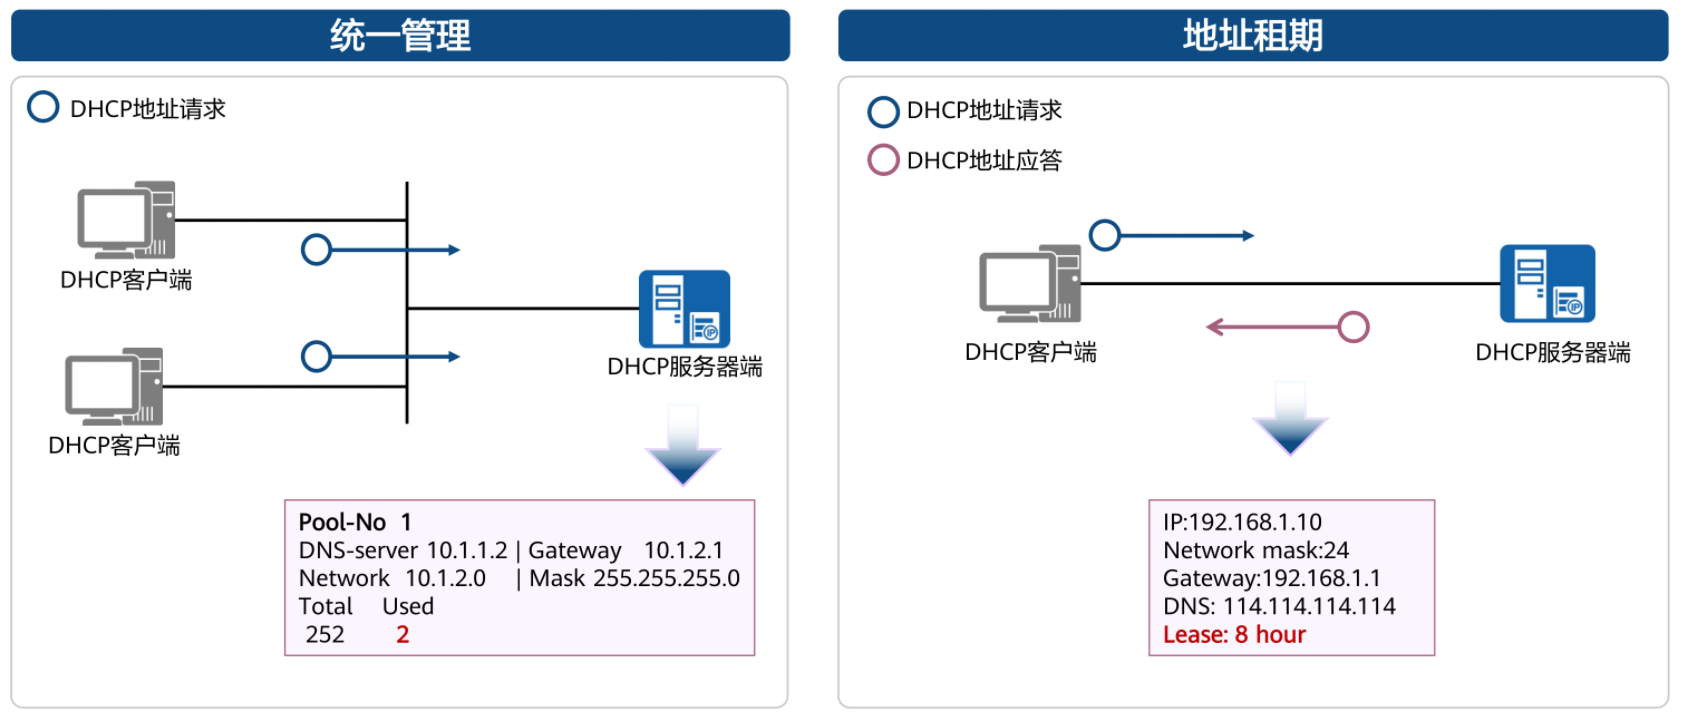 统一管理
DHCP地址请求
DHCP客户端
DHCP客户端
DHCP服务器端
Pool-No 1
DNS-server 10.1.1.2 | Gateway 10.1.2.1
Network 10.1.2.0 | Mask 255.255.255.0
Total Used
252 2
地址租期
DHCP地址请求
DHCP地址应答
DHCP客户端
DHCP服务器端
IP:192.168.1.10
Network mask:24
Gateway:192.168.1.1
DNS: 114.114.114.114
Lease: 8 hour